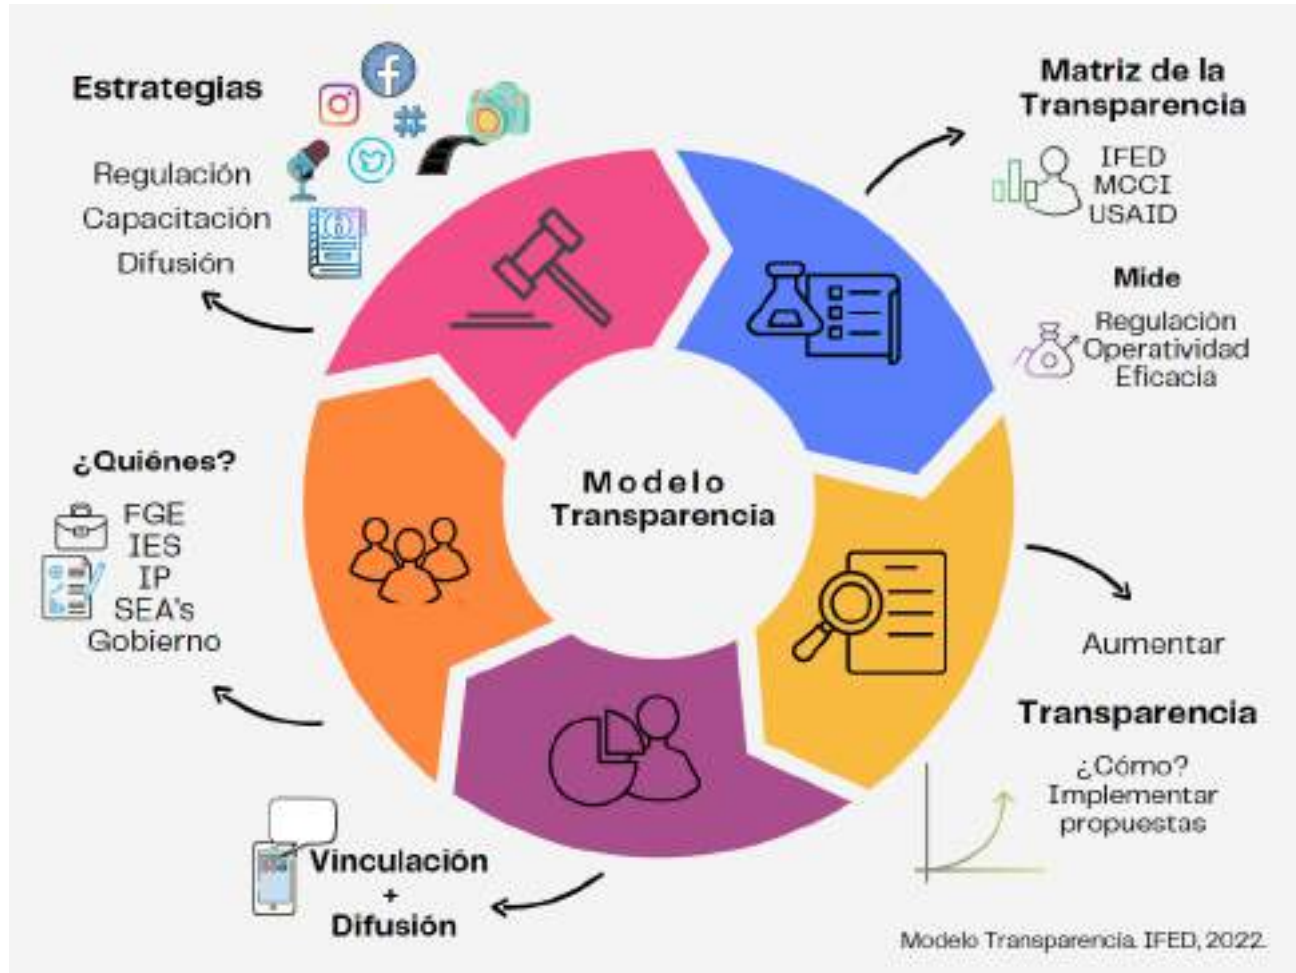 Estrategias
Regulación
Capacitación
Difusión
Matriz de la
Transparencia
IFED
MCCI
USAID
Mide
Regulación
Operatividad
Eficacia
Modelo
Transparencia
¿Quiénes?
FGE
IES
IP
SEA's
Gobierno
Aumentar
Transparencia
¿Cómo?
Implementar
propuestas
Vinculación
+
Difusión
Modelo Transparencia. IFED, 2022.